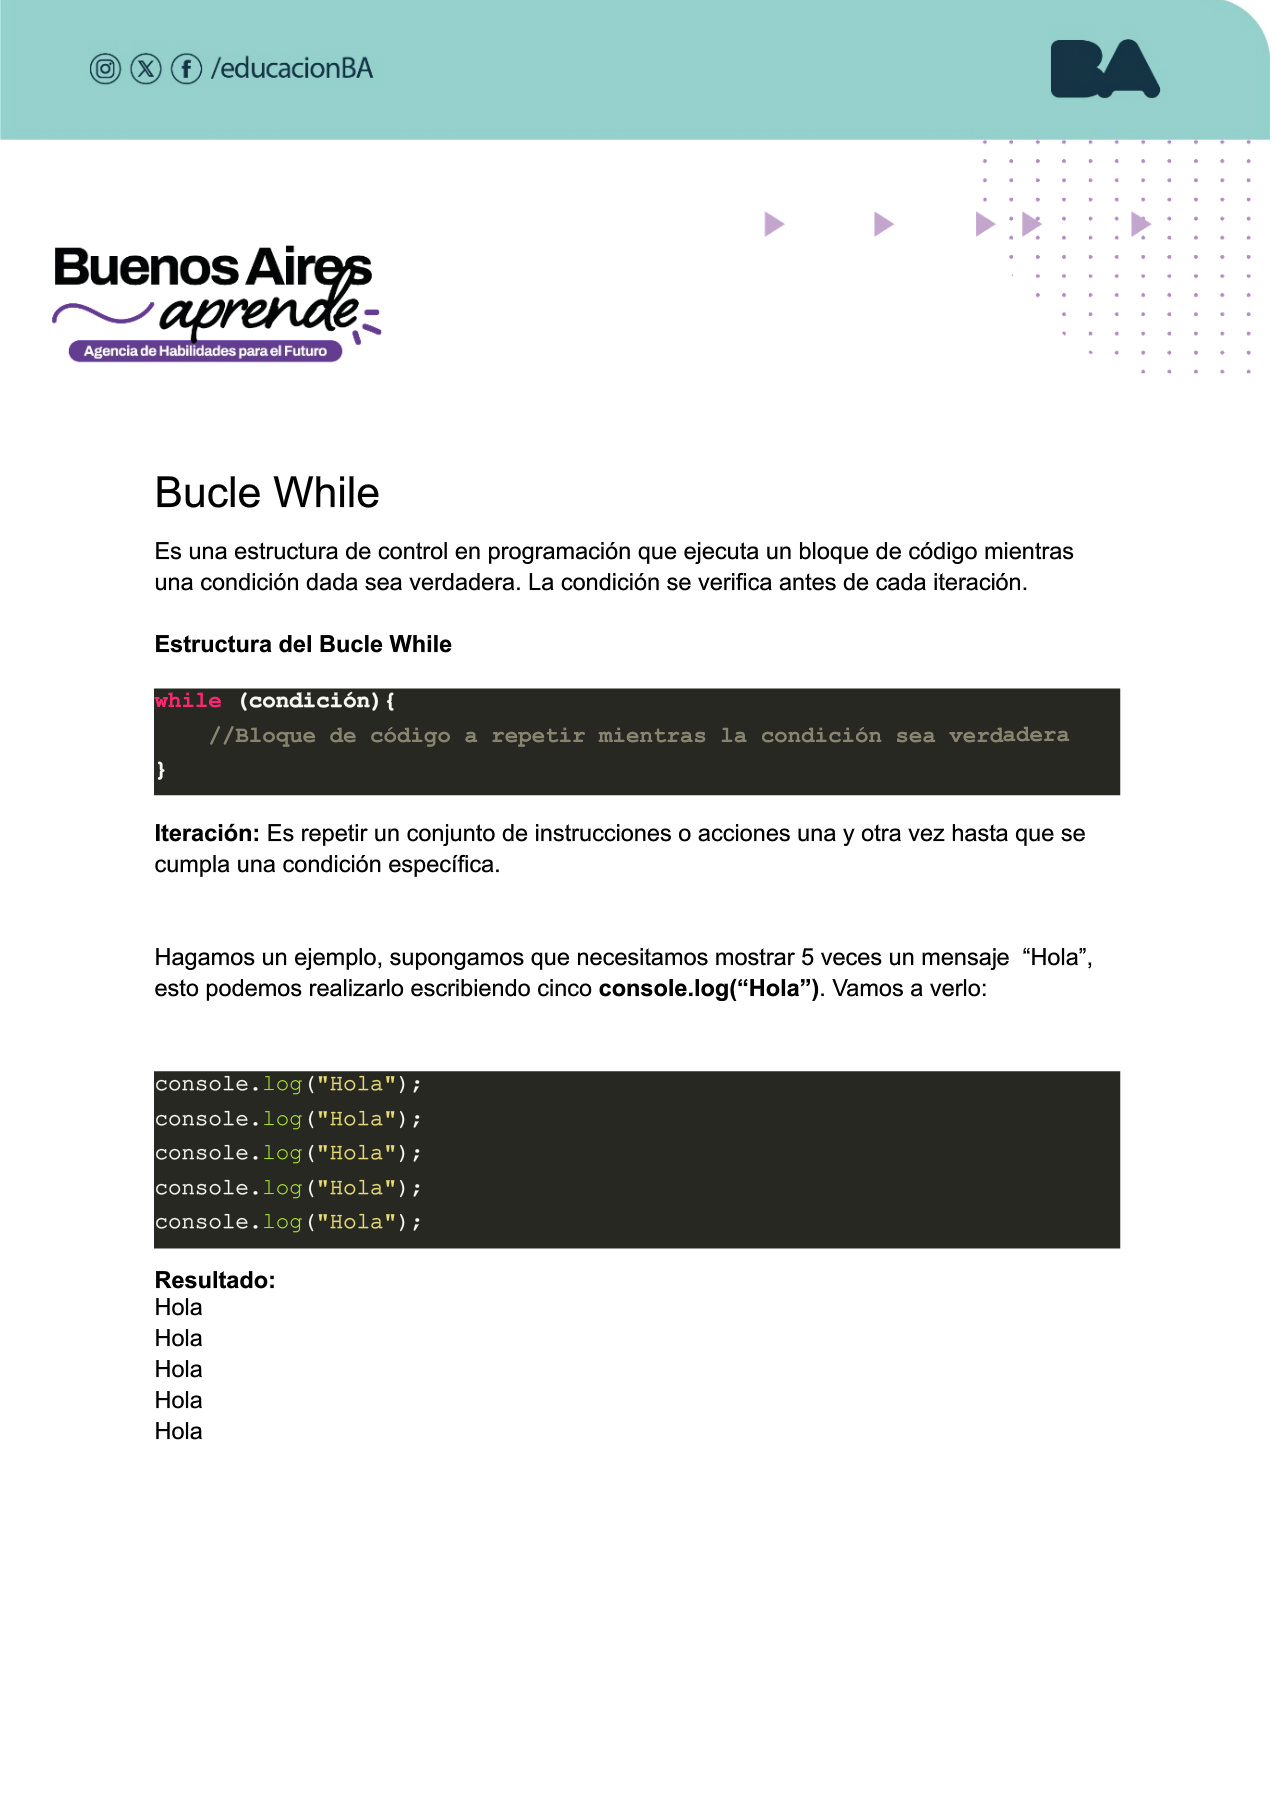 /educacionBA
BA
Buenos Aires
aprende
Agencia de Habilidades para el Futuro
Bucle While
Es una estructura de control en programación que ejecuta un bloque de código mientras
una condición dada sea verdadera. La condición se verifica antes de cada iteración.
Estructura del Bucle While
while (condición){
    //Bloque de código a repetir mientras la condición sea verdadera
}
Iteración: Es repetir un conjunto de instrucciones o acciones una y otra vez hasta que se
cumpla una condición específica.
Hagamos un ejemplo, supongamos que necesitamos mostrar 5 veces un mensaje  “Hola”,
esto podemos realizarlo escribiendo cinco console.log(“Hola”). Vamos a verlo:
console.log("Hola");
console.log("Hola");
console.log("Hola");
console.log("Hola");
console.log("Hola");
Resultado:
Hola
Hola
Hola
Hola
Hola